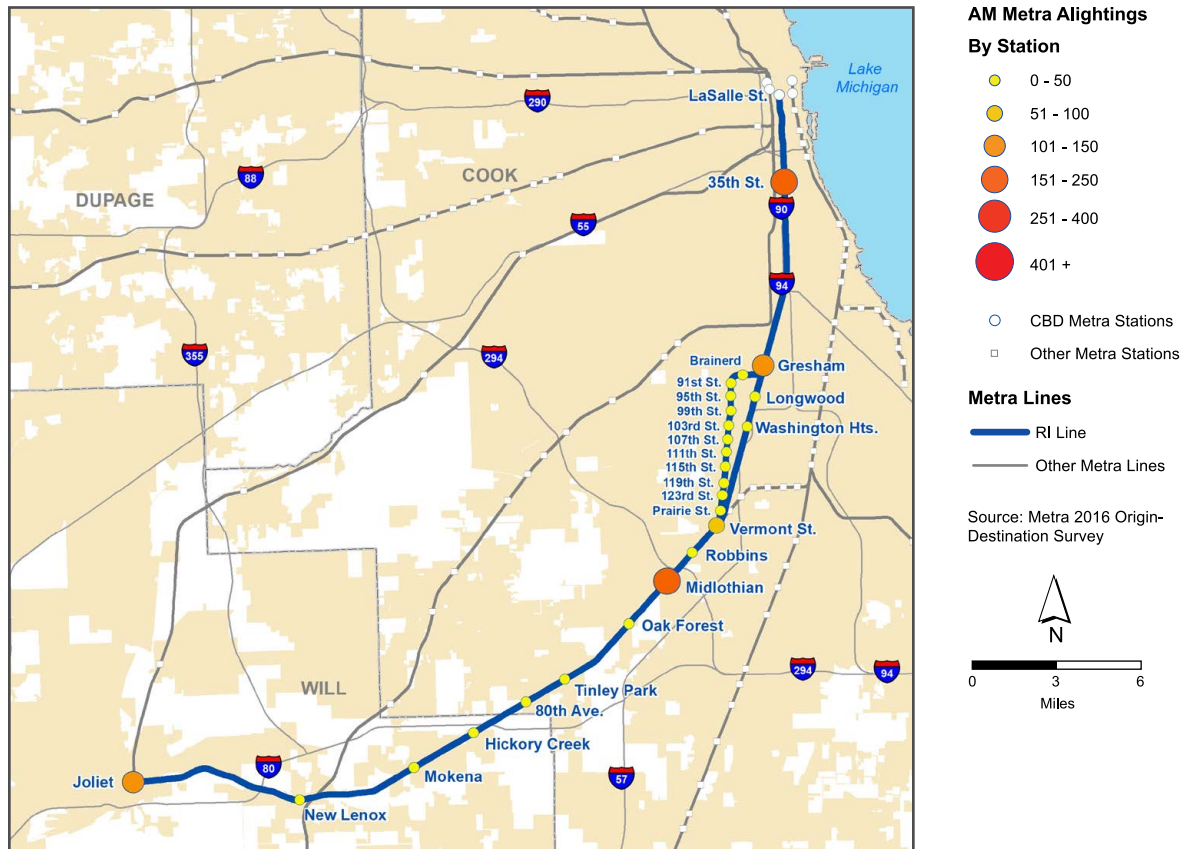 AM Metra Alightings
By Station
0 - 50
51 - 100
101 - 150
151 - 250
251 - 400
401 +
CBD Metra Stations
Other Metra Stations
Metra Lines
RI Line
Other Metra Lines
Source: Metra 2016 Origin-
Destination Survey
N
0 3 6
Miles
Lake
Michigan
LaSalle St.
290
COOK
88
DUPAGE
35th St.
90
55
94
355
294
Brainerd
Gresham
91st St.
95th St.
Longwood
99th St.
103rd St.
Washington Hts.
107th St.
111th St.
115th St.
119th St.
123rd St.
Prairie St.
Vermont St.
Robbins
Midlothian
Oak Forest
294
94
WILL
Tinley Park
80th Ave.
Hickory Creek
80
Mokena
57
Joliet
New Lenox